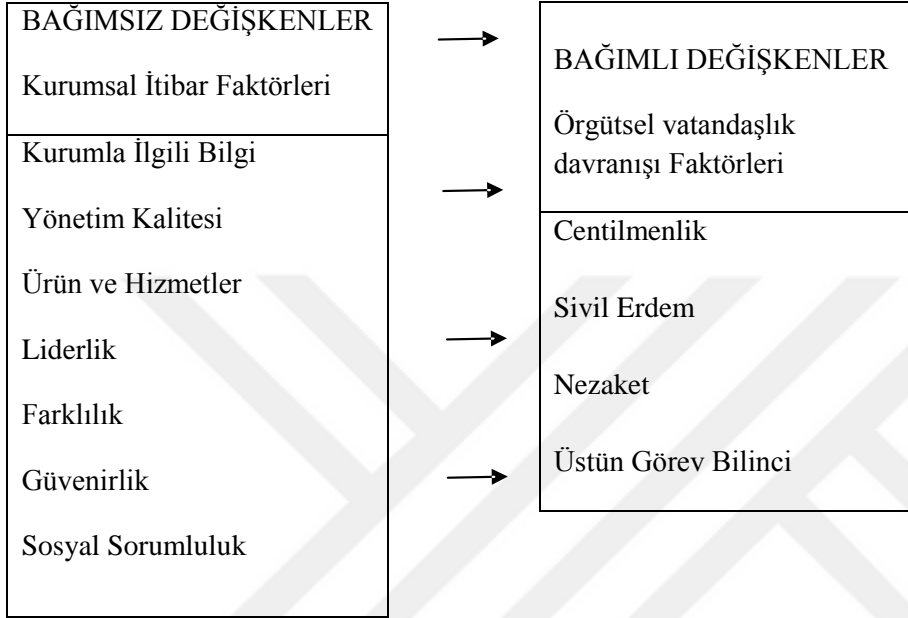 BAĞIMSIZ DEĞİŞKENLER
Kurumsal İtibar Faktörleri
Kurumla İlgili Bilgi
Yönetim Kalitesi
Ürün ve Hizmetler
Liderlik
Farklılık
Güvenirlik
Sosyal Sorumluluk
BAĞIMLI DEĞİŞKENLER
Örgütsel vatandaşlık
davranışı Faktörleri
Centilmenlik
Sivil Erdem
Nezaket
Üstün Görev Bilinci